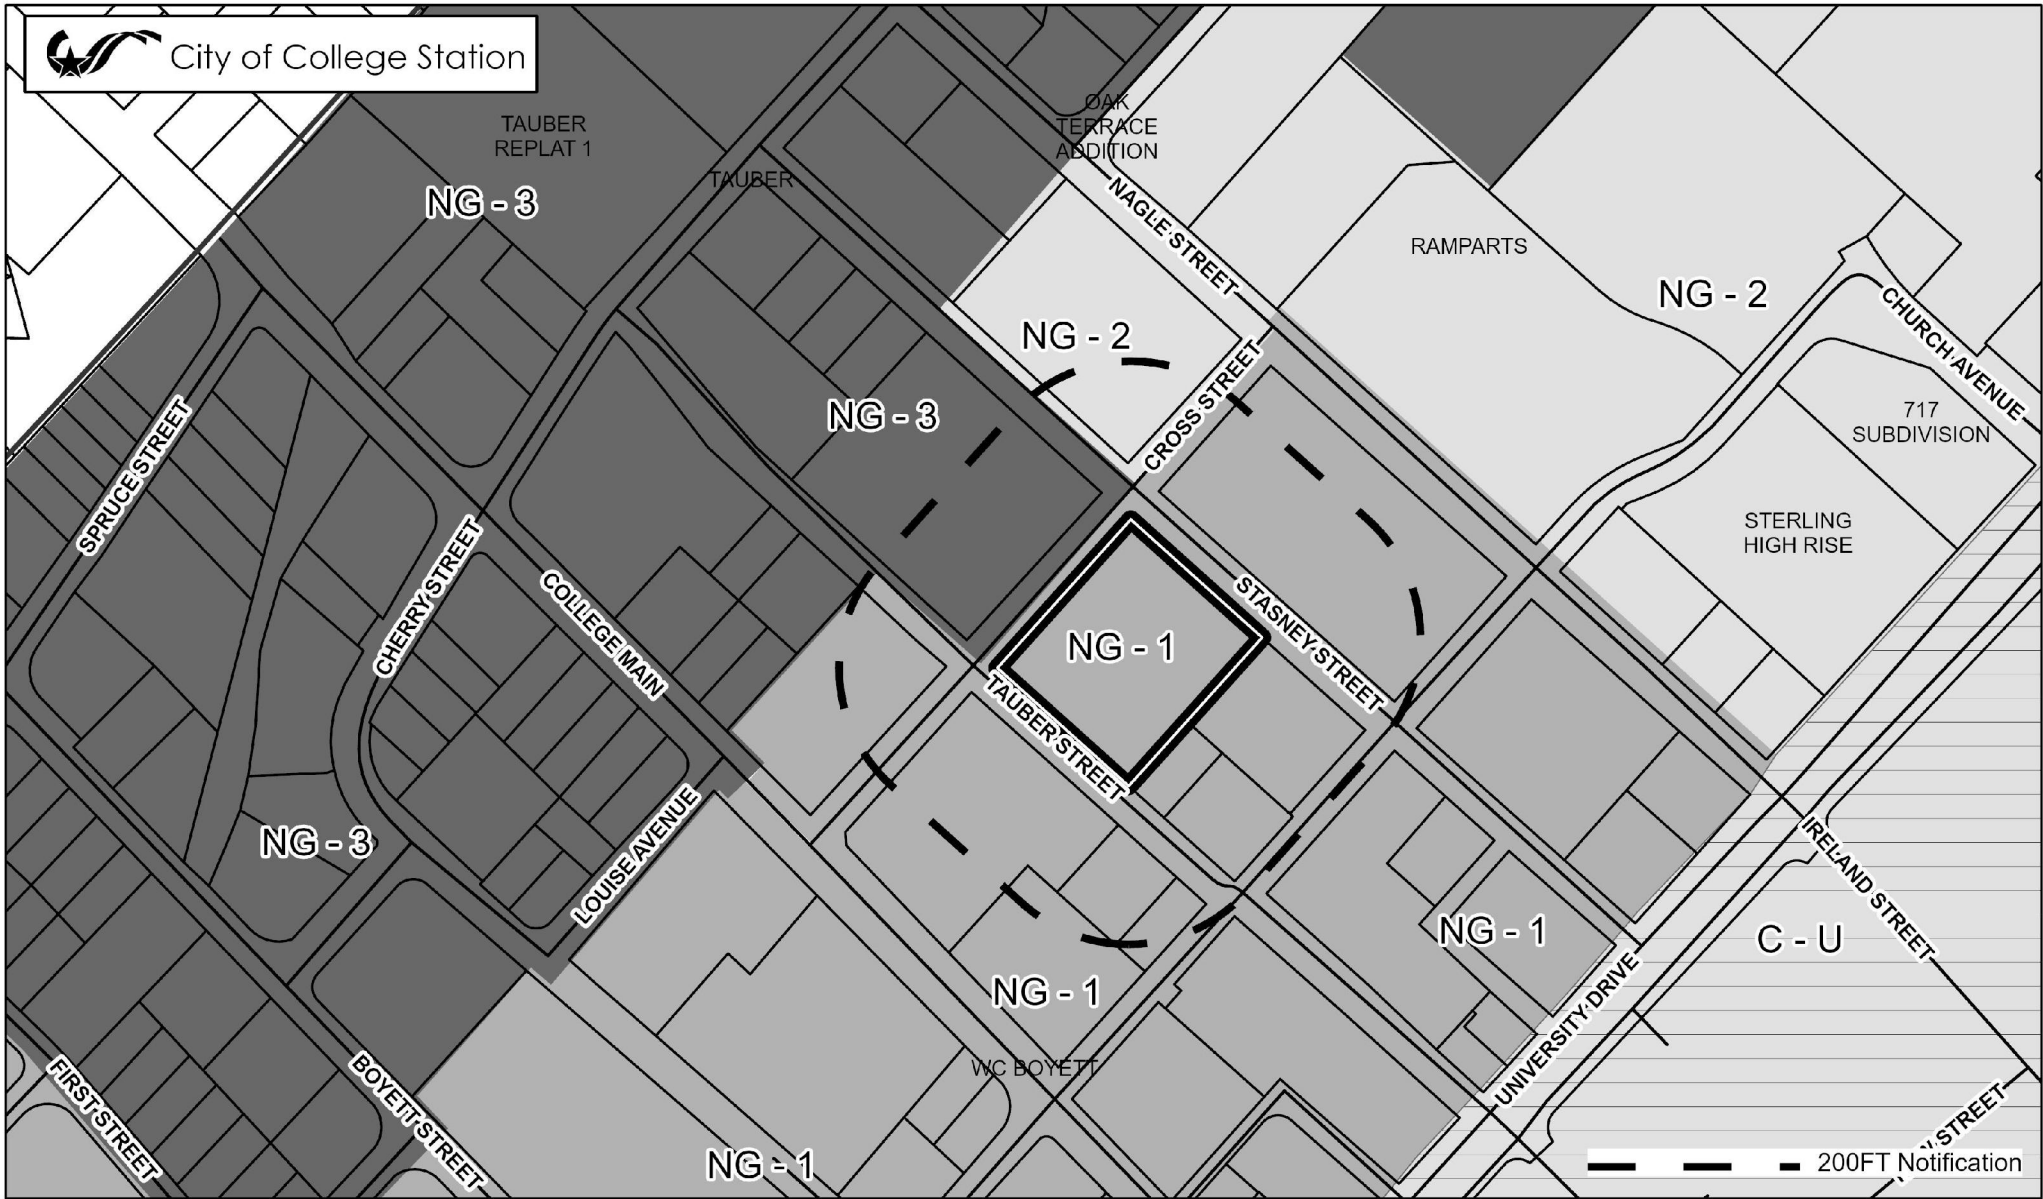 City of College Station
TAUBER
REPLAT 1
OAK
TERRACE
ADDITION
TAUBER
NG - 3
NAGLE STREET
RAMPARTS
NG - 2
NG - 2
CHURCH AVENUE
NG - 3
CROSS STREET
717
SUBDIVISION
SPRUCE STREET
STERLING
HIGH RISE
CHERRY STREET
COLLEGE MAIN
STASNEY STREET
NG - 1
TAUBER STREET
NG - 3
LOUISE AVENUE
IRELAND STREET
NG - 1
C - U
NG - 1
UNIVERSITY DRIVE
WC BOYETT
FIRST STREET
BOYETT STREET
NG - 1
STREET
200FT Notification